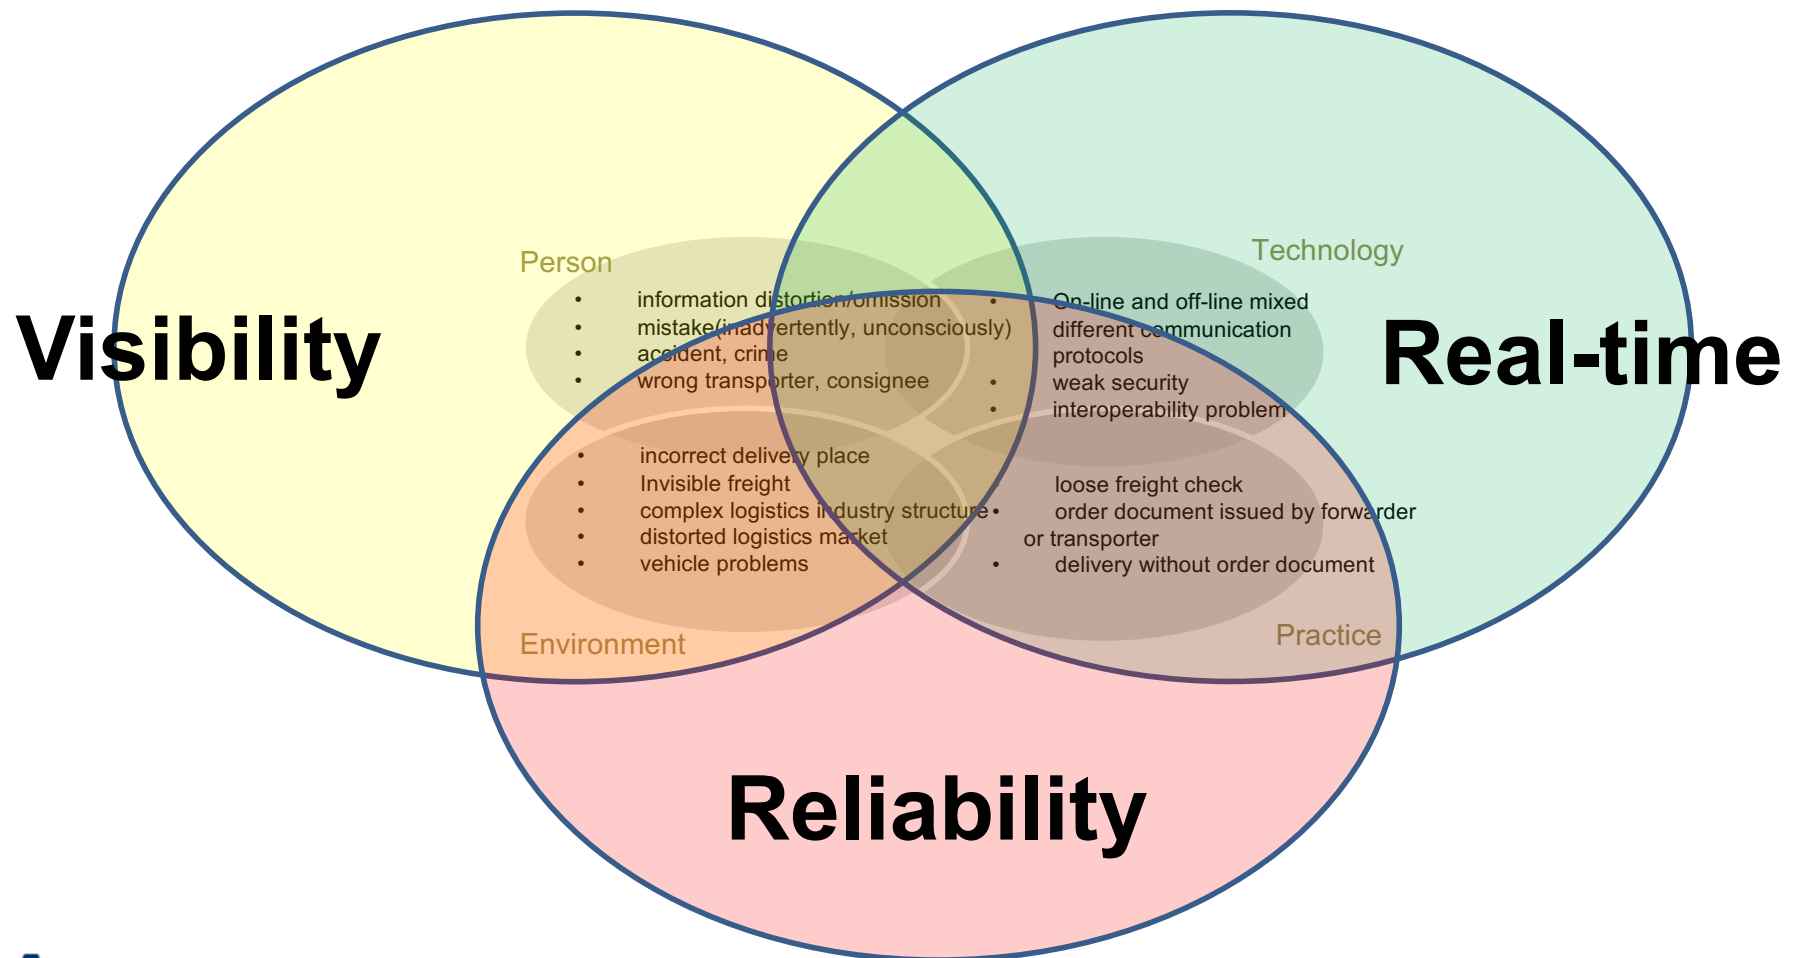 Visibility
Real-time
Reliability
Person
• information distortion/omission
• mistake(inadvertently, unconsciously)
• accident, crime
• wrong transporter, consignee
Technology
• On-line and off-line mixed
different communication
protocols
• weak security
• interoperability problem
• incorrect delivery place
• Invisible freight
• complex logistics industry structure
• distorted logistics market
• vehicle problems
Environment
• loose freight check
• order document issued by forwarder
or transporter
• delivery without order document
Practice